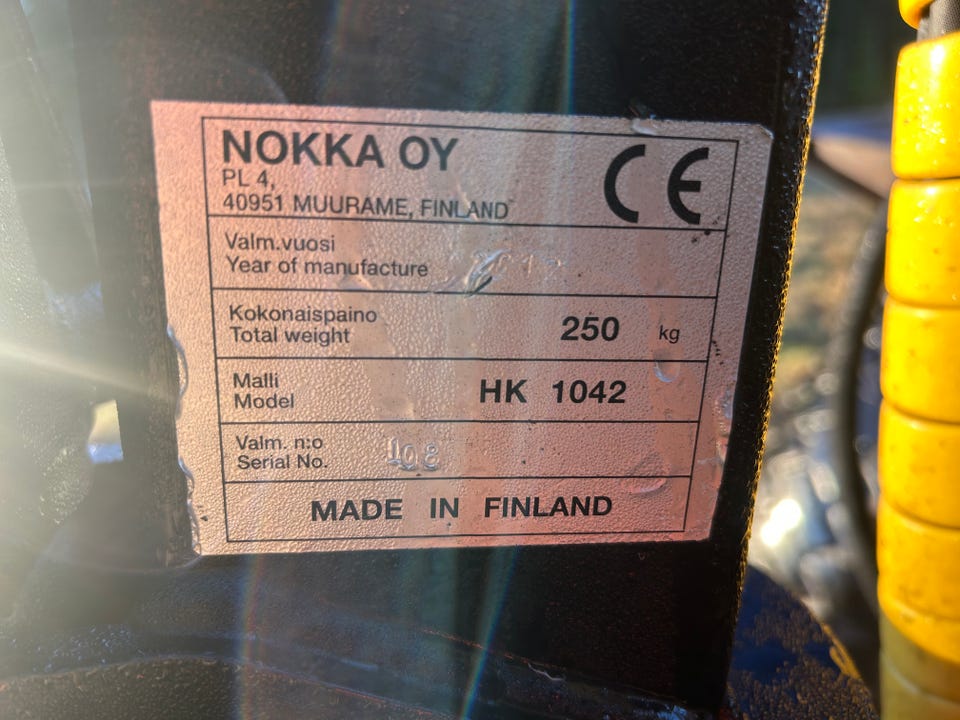 NOKKA OY
PL 4,
40951 MUURAME, FINLAND
CE
Valm.vuosi
Year of manufacture
Kokonaispaino
Total weight
250 kg
Malli
Model
HK 1042
Valm. n:o
Serial No.
108
MADE IN FINLAND